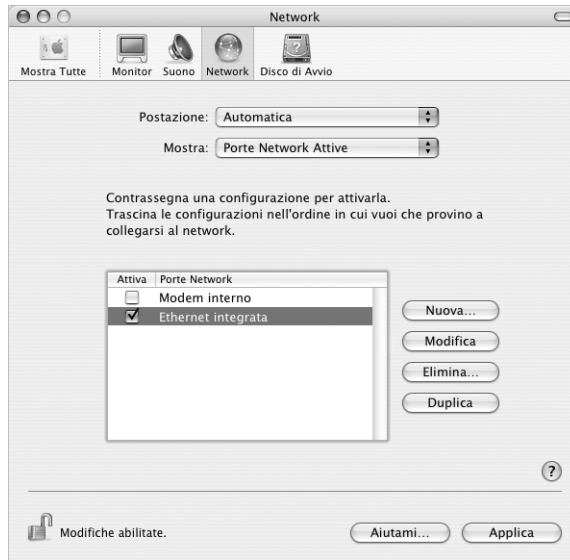 Network
Mostra Tutte
Monitor
Suono
Network
Disco di Avvio
Postazione: Automatica
Mostra: Porte Network Attive
Contrassegna una configurazione per attivarla.
Trascina le configurazioni nell'ordine in cui vuoi che provino a
collegarsi al network.
Attiva Porte Network
Modem interno
Ethernet integrata
Nuova...
Modifica
Elimina...
Duplica
?
Modifiche abilitate.
Aiutami...
Applica